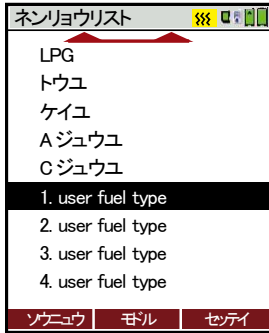 ネンリョウリスト
LPG
トウユ
ケイユ
A ジュウユ
C ジュウユ
1. user fuel type
2. user fuel type
3. user fuel type
4. user fuel type
ソウニュウ モドル セッテイ